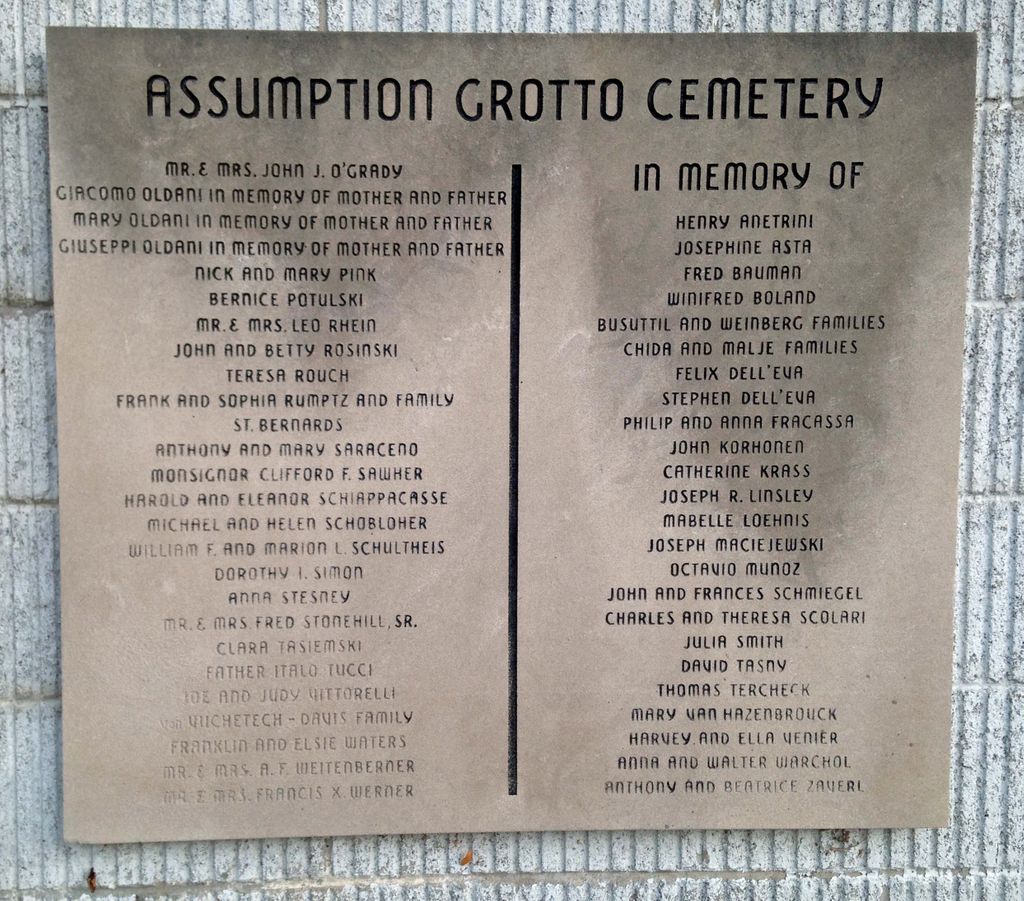 ASSUMPTION GROTTO CEMETERY
MR. & MRS. JOHN J. O'GRADY
GIACOMO OLDANI IN MEMORY OF MOTHER AND FATHER
MARY OLDANI IN MEMORY OF MOTHER AND FATHER
GIUSEPPI OLDANI IN MEMORY OF MOTHER AND FATHER
NICK AND MARY PINK
BERNICE POTULSKI
MR. & MRS. LEO RHEIN
JOHN AND BETTY ROSINSKI
TERESA ROUCH
FRANK AND SOPHIA RUMPTZ AND FAMILY
ST. BERNARDS
ANTHONY AND MARY SARACENO
MONSIGNOR CLIFFORD F. SAWHER
HAROLD AND ELEANOR SCHIAPPACASSE
MICHAEL AND HELEN SCHOBLOHER
WILLIAM F. AND MARION L. SCHULTHEIS
DOROTHY I. SIMON
ANNA STESNEY
MR. & MRS. FRED STONEHILL, SR.
CLARA TASIEMSKI
FATHER ITALO TUCCI
JOE AND JUDY VITTORELLI
VON VUCHETECH - DAVIS FAMILY
FRANKLIN AND ELSIE WATERS
MR. & MRS. A. F. WEITENBERNER
MR. & MRS. FRANCIS X. WERNER
IN MEMORY OF
HENRY ANETRINI
JOSEPHINE ASTA
FRED BAUMAN
WINIFRED BOLAND
BUSUTTIL AND WEINBERG FAMILIES
CHIDA AND MALJE FAMILIES
FELIX DELL'EVA
STEPHEN DELL'EVA
PHILIP AND ANNA FRACASSA
JOHN KORHONEN
CATHERINE KRASS
JOSEPH R. LINSLEY
MABELLE LOEHNIS
JOSEPH MACIEJEWSKI
OCTAVIO MUNOZ
JOHN AND FRANCES SCHMIEGEL
CHARLES AND THERESA SCOLARI
JULIA SMITH
DAVID TASNY
THOMAS TERCHECK
MARY VAN HAZENBROUCK
HARVEY AND ELLA VENIER
ANNA AND WALTER WARCHOL
ANTHONY AND BEATRICE ZAVERL